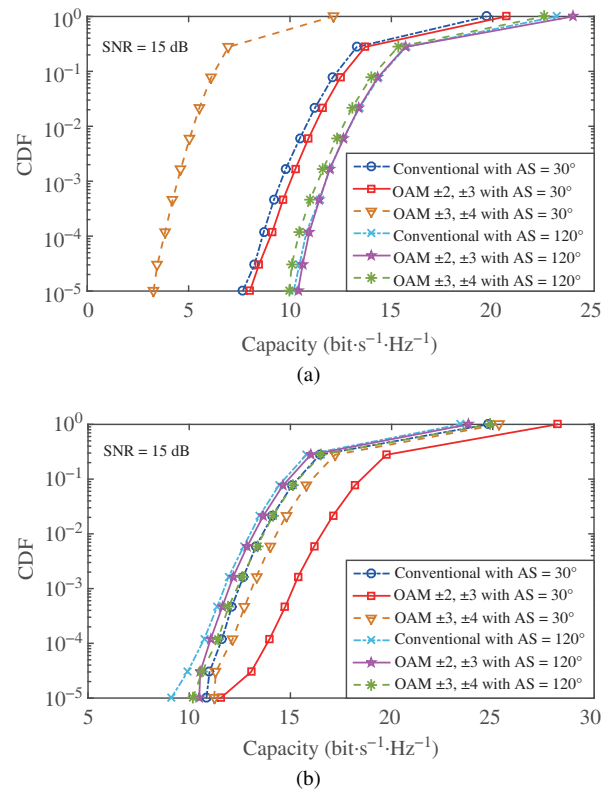 10⁰
SNR = 15 dB
10⁻¹
10⁻²
CDF
10⁻³
10⁻⁴
10⁻⁵
Conventional with AS = 30°
OAM ±2, ±3 with AS = 30°
OAM ±3, ±4 with AS = 30°
Conventional with AS = 120°
OAM ±2, ±3 with AS = 120°
OAM ±3, ±4 with AS = 120°
0 5 10 15 20 25
Capacity (bit·s⁻¹·Hz⁻¹)
(a)
10⁰
SNR = 15 dB
10⁻¹
10⁻²
CDF
10⁻³
10⁻⁴
10⁻⁵
Conventional with AS = 30°
OAM ±2, ±3 with AS = 30°
OAM ±3, ±4 with AS = 30°
Conventional with AS = 120°
OAM ±2, ±3 with AS = 120°
OAM ±3, ±4 with AS = 120°
5 10 15 20 25 30
Capacity (bit·s⁻¹·Hz⁻¹)
(b)